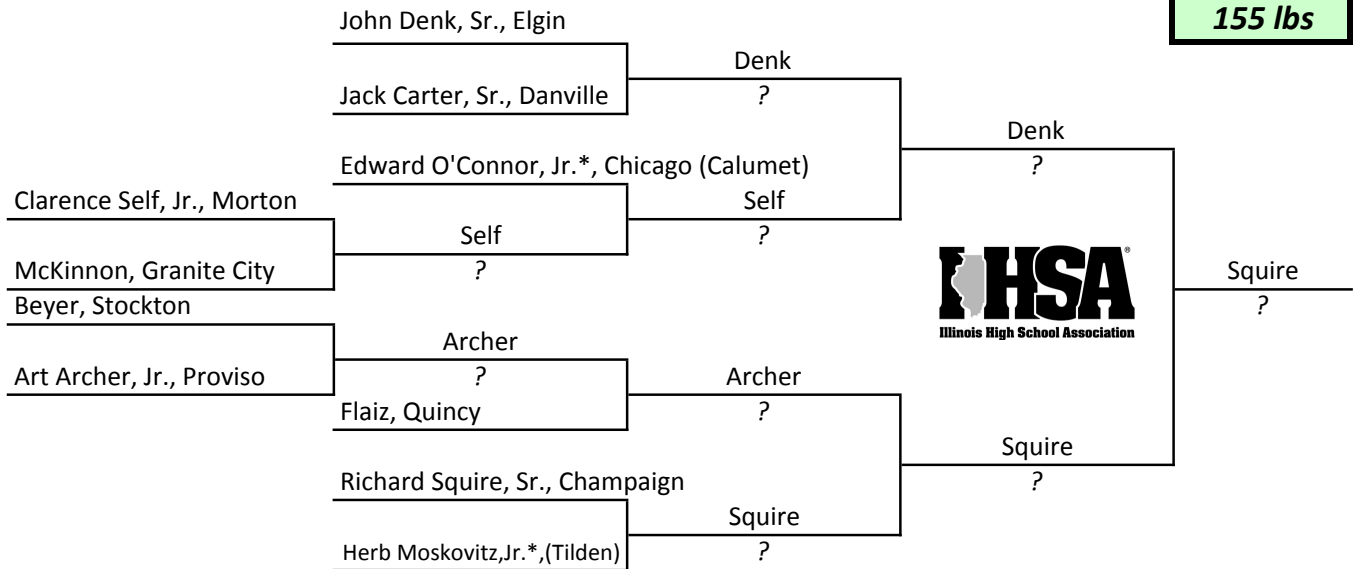 John Denk, Sr., Elgin
155 lbs
Denk
Jack Carter, Sr., Danville
?
Denk
Edward O'Connor, Jr.*, Chicago (Calumet)
?
Clarence Self, Jr., Morton
Self
Self
?
McKinnon, Granite City
?
IHSA®
Squire
Beyer, Stockton
?
Illinois High School Association
Archer
Art Archer, Jr., Proviso
?
Archer
Flaiz, Quincy
?
Squire
Richard Squire, Sr., Champaign
?
Squire
Herb Moskovitz,Jr.*,(Tilden)
?